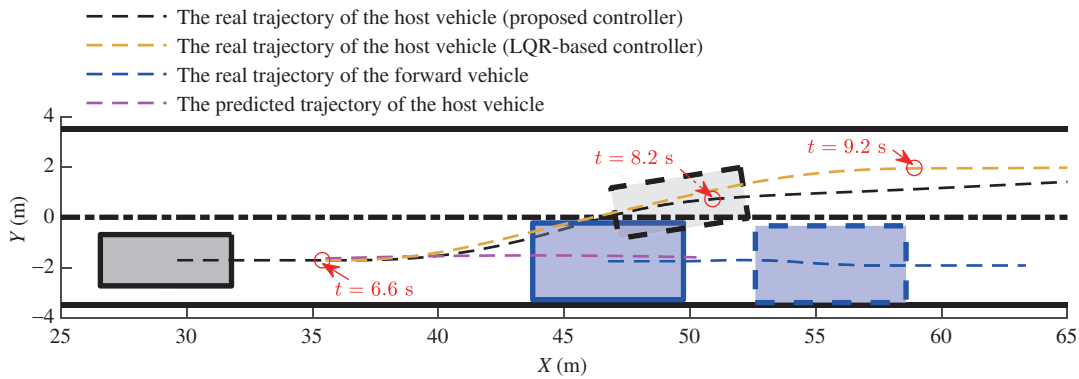 The real trajectory of the host vehicle (proposed controller)
The real trajectory of the host vehicle (LQR-based controller)
The real trajectory of the forward vehicle
The predicted trajectory of the host vehicle
4
2
0
−2
−4
Y (m)
t = 8.2 s
t = 9.2 s
t = 6.6 s
25 30 35 40 45 50 55 60 65
X (m)